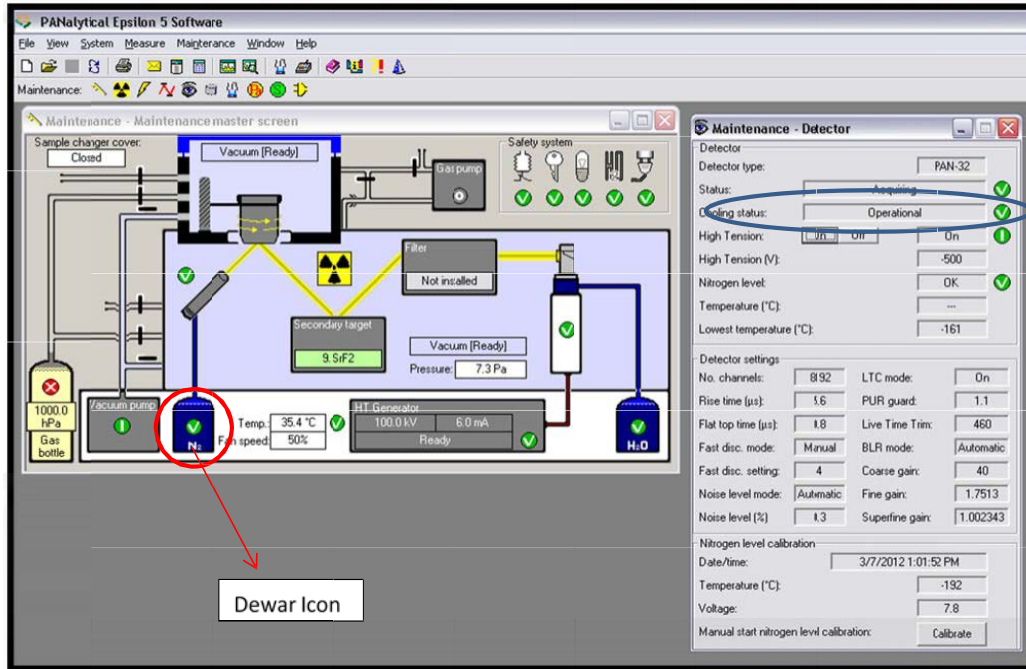 PANalytical Epsilon 5 Software
File View System Measure Maintenance Window Help
Maintenance:
Maintenance - Maintenance master screen
Sample changer cover:
Closed
Vacuum [Ready]
Gas pump
Safety system
Filter
Not installed
Secondary target
9. SrF2
Vacuum [Ready]
Pressure: 7.3 Pa
1000.0
hPa
Gas
bottle
Vacuum pump
N₂
Temp.: 35.4 °C
Fan speed: 50%
HT Generator
100.0 kV 6.0 mA
Ready
H₂O
Dewar Icon
Maintenance - Detector
Detector
Detector type: PAN-32
Status: Acquiring
Cooling status: Operational
High Tension: On Off On
High Tension (V): -500
Nitrogen level: OK
Temperature (°C): ---
Lowest temperature (°C): -161
Detector settings
No. channels: 8192 LTC mode: On
Rise time (µs): 5.6 PUR guard: 1.1
Flat top time (µs): 0.8 Live Time Trim: 460
Fast disc. mode: Manual BLR mode: Automatic
Fast disc. setting: 4 Coarse gain: 40
Noise level mode: Automatic Fine gain: 1.7513
Noise level (%) Superfine gain: 1.002343
Nitrogen level calibration
Date/time: 3/7/2012 1:01:52 PM
Temperature (°C): -192
Voltage: 7.8
Manual start nitrogen level calibration: Calibrate